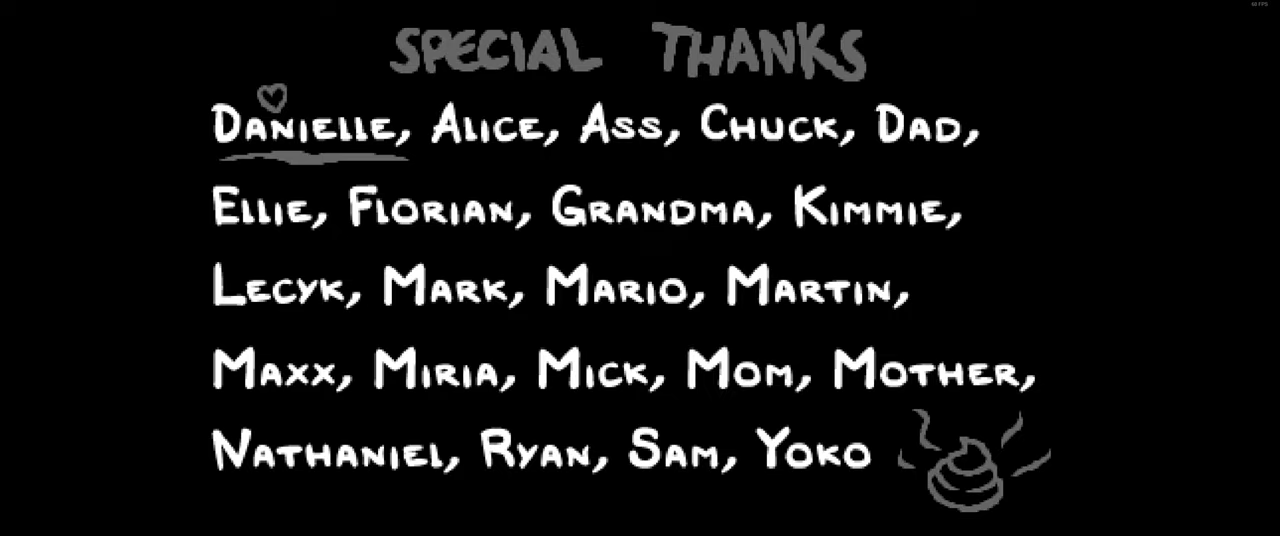 SPECIAL THANKS
DANIELLE, ALICE, ASS, CHUCK, DAD,
ELLIE, FLORIAN, GRANDMA, KIMMIE,
LECYK, MARK, MARIO, MARTIN,
MAXX, MIRIA, MICK, MOM, MOTHER,
NATHANIEL, RYAN, SAM, YOKO